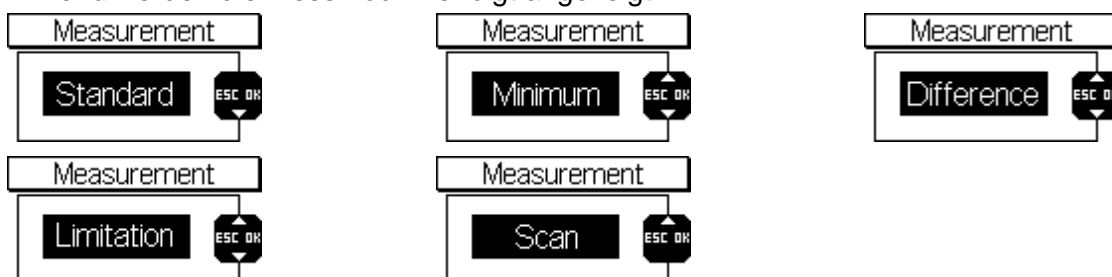 Measurement
Standard
ESC OK
Measurement
Minimum
ESC OK
Measurement
Difference
ESC
Measurement
Limitation
ESC OK
Measurement
Scan
ESC OK